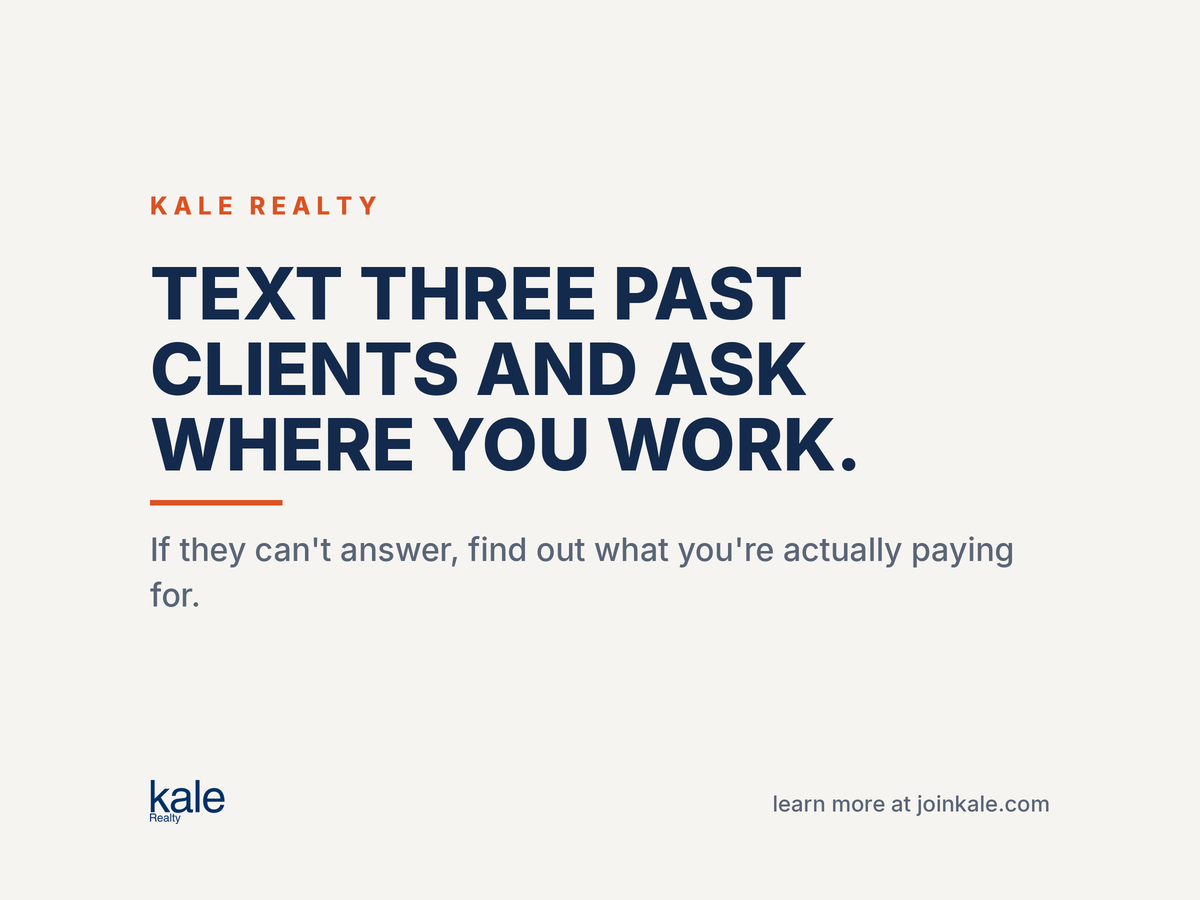 KALE REALTY
TEXT THREE PAST
CLIENTS AND ASK
WHERE YOU WORK.
If they can't answer, find out what you're actually paying
for.
kale
Realty
learn more at joinkale.com